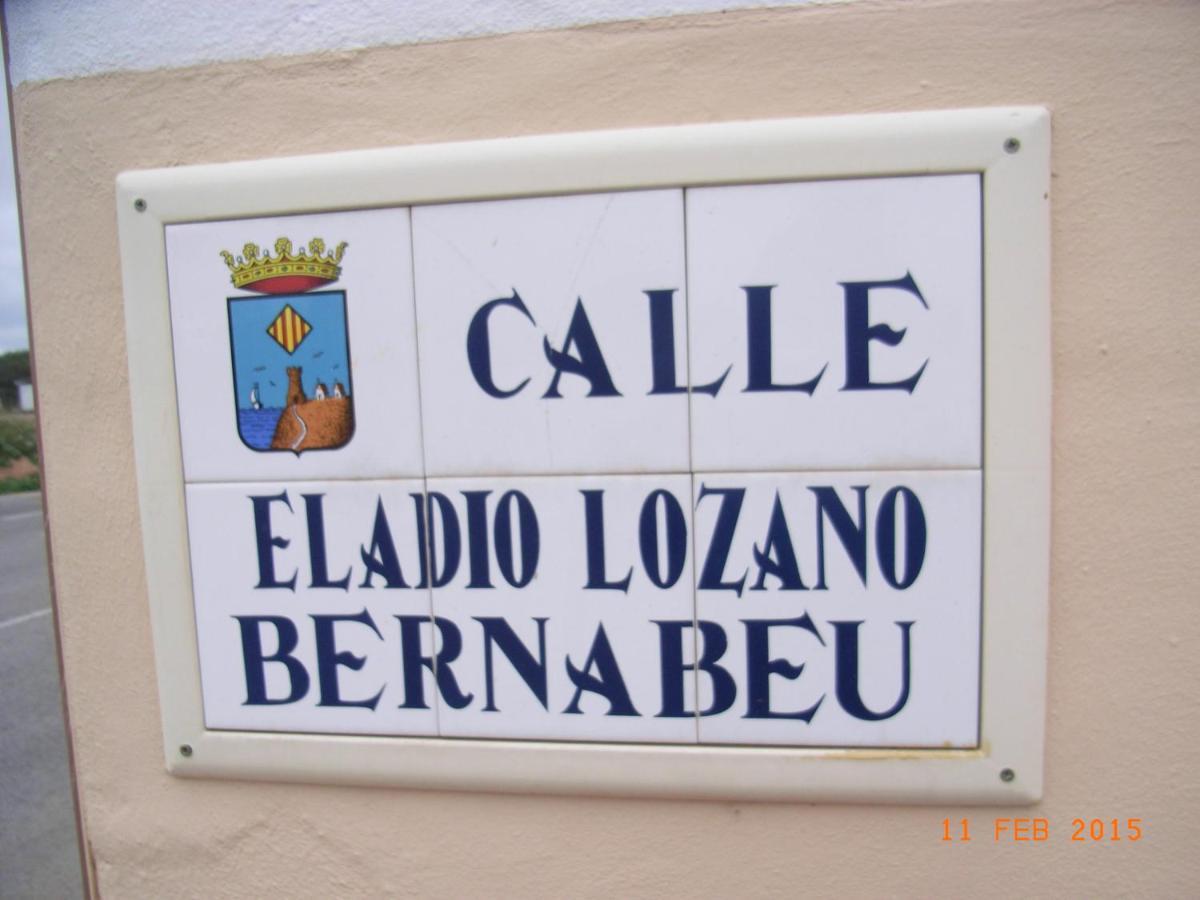 CALLE
ELADIO LOZANO
BERNABEU
11 FEB 2015